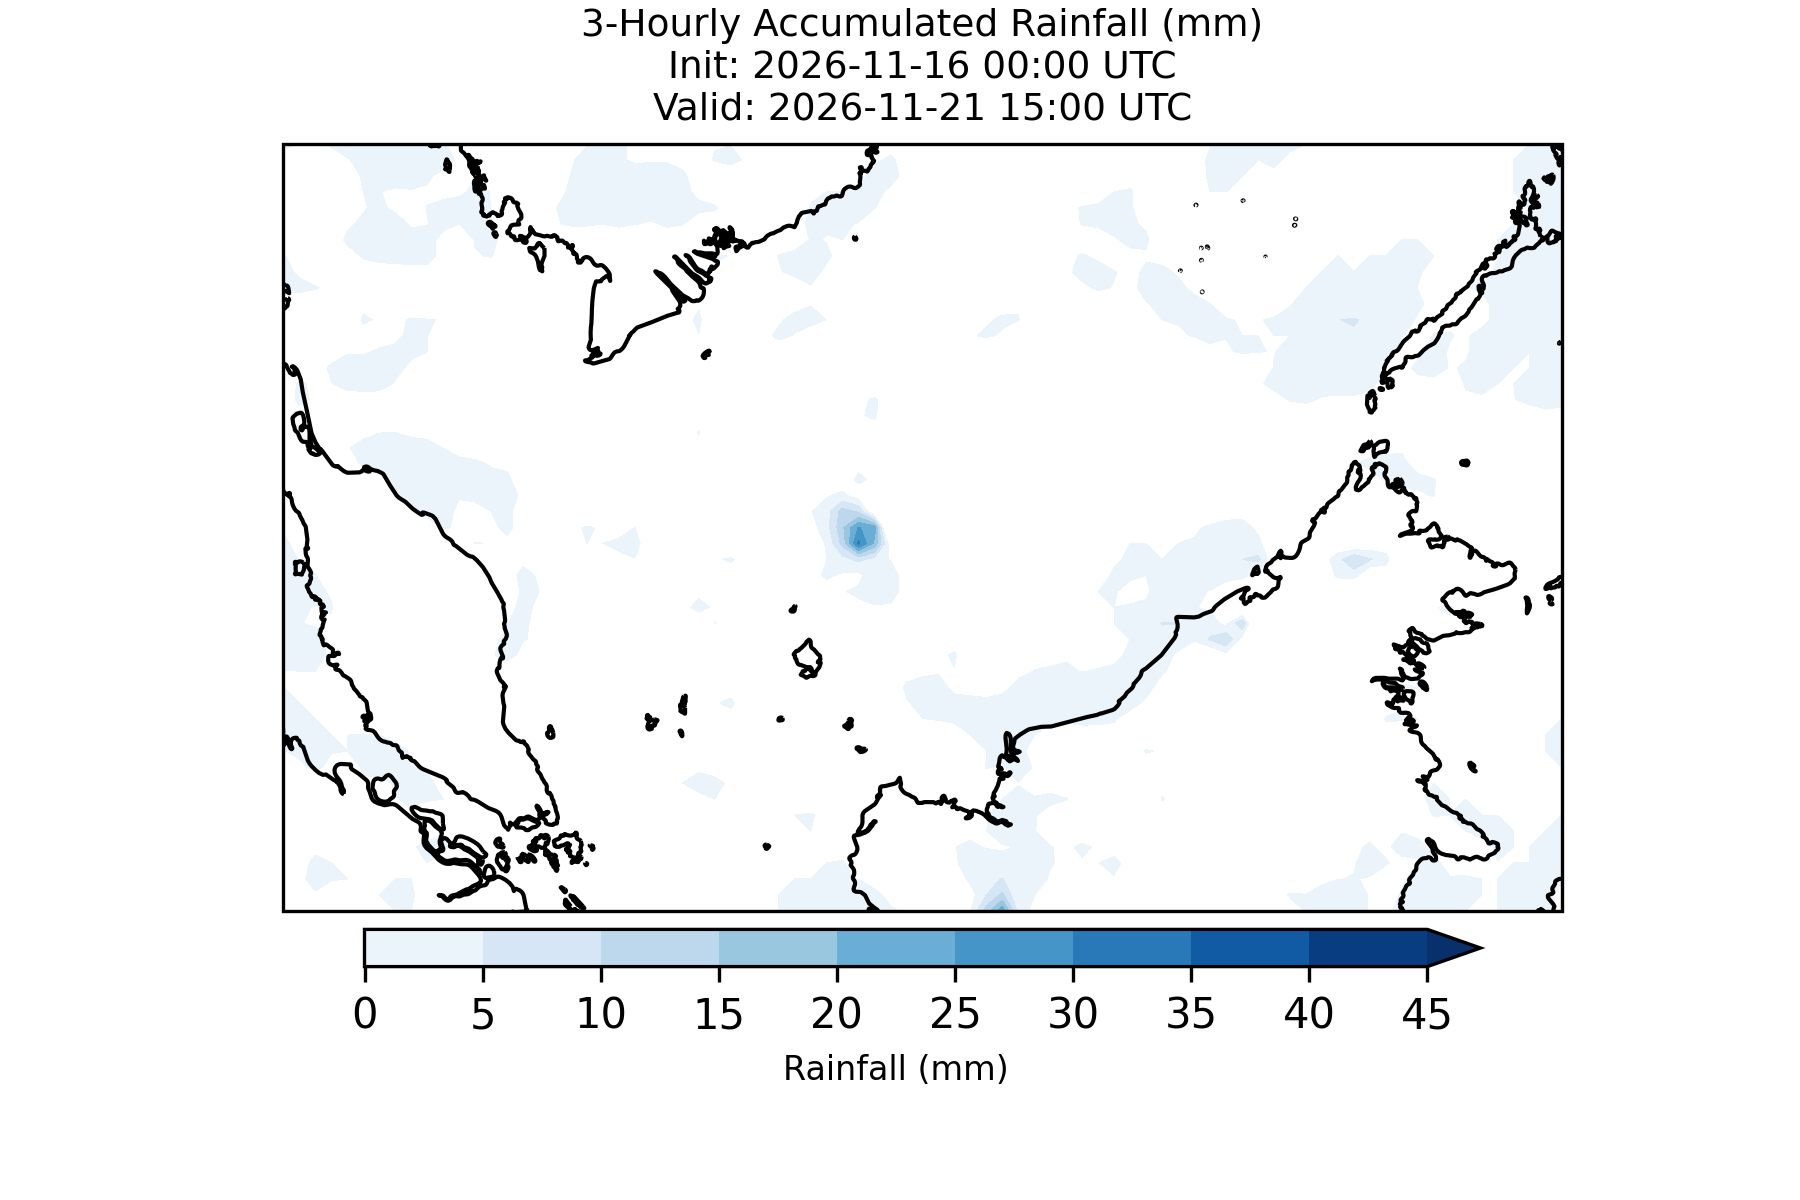 3-Hourly Accumulated Rainfall (mm)
Init: 2026-11-16 00:00 UTC
Valid: 2026-11-21 15:00 UTC
0 5 10 15 20 25 30 35 40 45
Rainfall (mm)